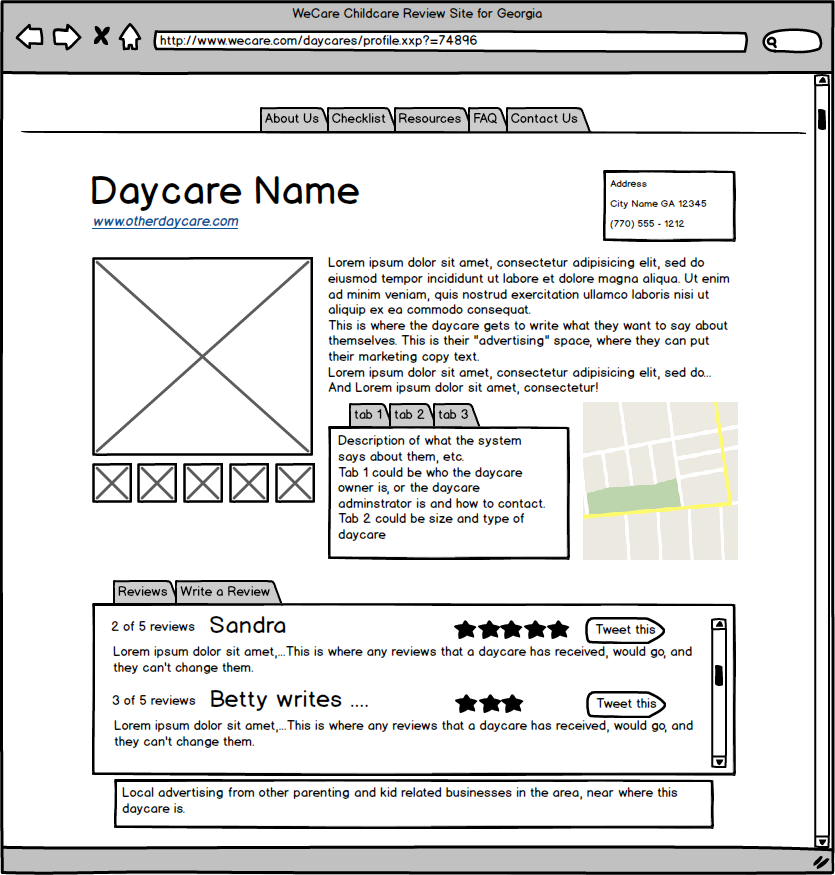 WeCare Childcare Review Site for Georgia
http://www.wecare.com/daycares/profile.xxp?=74896
About Us Checklist Resources FAQ Contact Us
Daycare Name
www.otherdaycare.com
Address
City Name GA 12345
(770) 555 - 1212
Lorem ipsum dolor sit amet, consectetur adipisicing elit, sed do
eiusmod tempor incididunt ut labore et dolore magna aliqua. Ut enim
ad minim veniam, quis nostrud exercitation ullamco laboris nisi ut
aliquip ex ea commodo consequat.
This is where the daycare gets to write what they want to say about
themselves. This is their "advertising" space, where they can put
their marketing copy text.
Lorem ipsum dolor sit amet, consectetur adipisicing elit, sed do...
And Lorem ipsum dolor sit amet, consectetur!
tab 1 tab 2 tab 3
Description of what the system
says about them, etc.
Tab 1 could be who the daycare
owner is, or the daycare
adminstrator is and how to contact.
Tab 2 could be size and type of
daycare
Reviews Write a Review
2 of 5 reviews Sandra Tweet this
Lorem ipsum dolor sit amet,...This is where any reviews that a daycare has received, would go, and
they can't change them.
3 of 5 reviews Betty writes .... Tweet this
Lorem ipsum dolor sit amet,...This is where any reviews that a daycare has received, would go, and
they can't change them.
Local advertising from other parenting and kid related businesses in the area, near where this
daycare is.